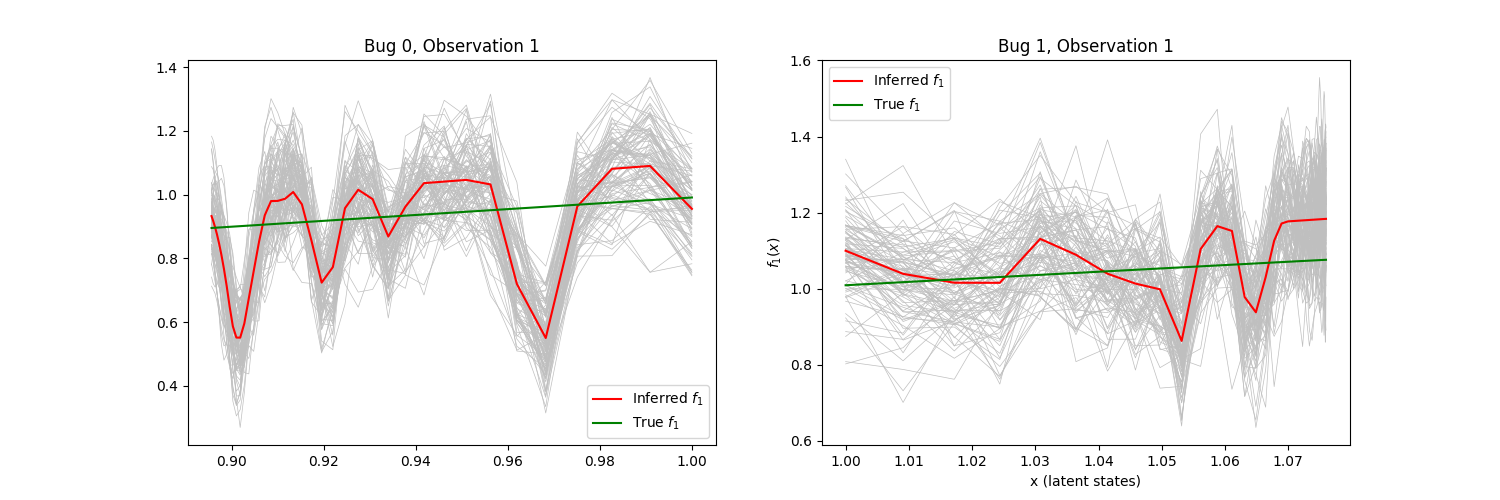 Bug 0, Observation 1
1.4
1.2
1.0
0.8
0.6
0.4
Inferred f₁
True f₁
0.90 0.92 0.94 0.96 0.98 1.00
Bug 1, Observation 1
1.6
1.4
1.2
1.0
0.8
0.6
f₁(x)
Inferred f₁
True f₁
1.00 1.01 1.02 1.03 1.04 1.05 1.06 1.07
x (latent states)